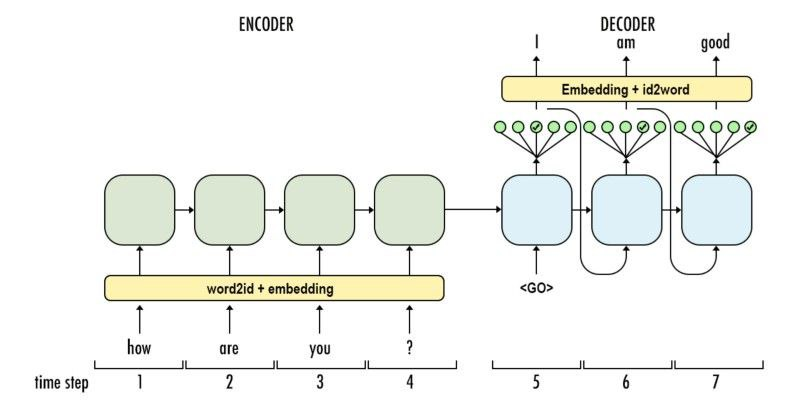 ENCODER
DECODER
I am good
Embedding + id2word
word2id + embedding
<GO>
how are you ?
time step 1 2 3 4 5 6 7